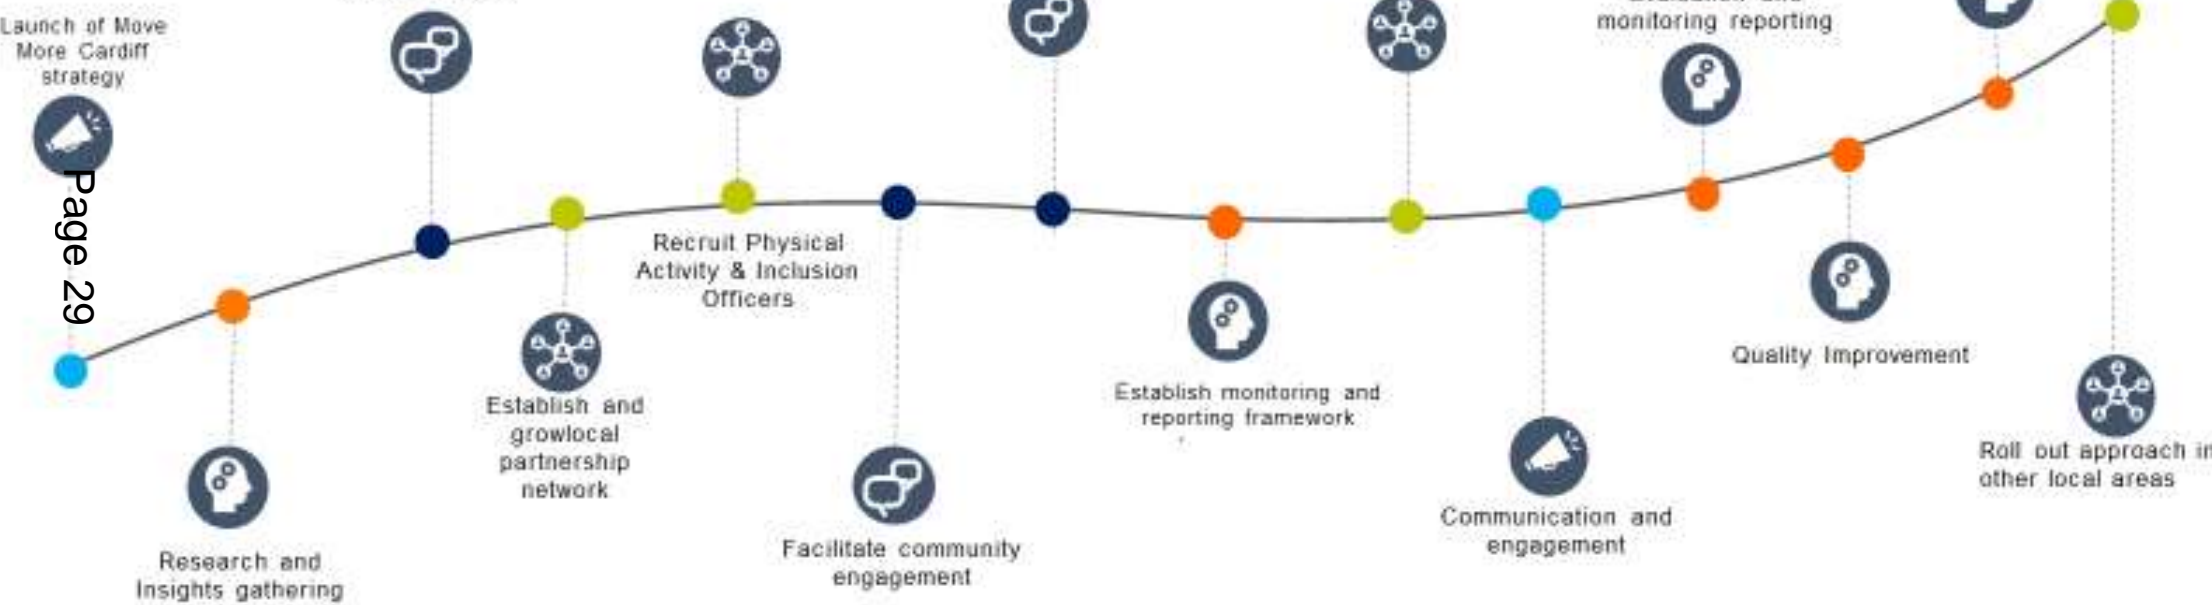 Launch of Move
More Cardiff
strategy
Page 29
Research and
Insights gathering
Establish and
growlocal
partnership
network
Recruit Physical
Activity & Inclusion
Officers
Facilitate community
engagement
Establish monitoring and
reporting framework
Communication and
engagement
monitoring reporting
Quality Improvement
Roll out approach in
other local areas